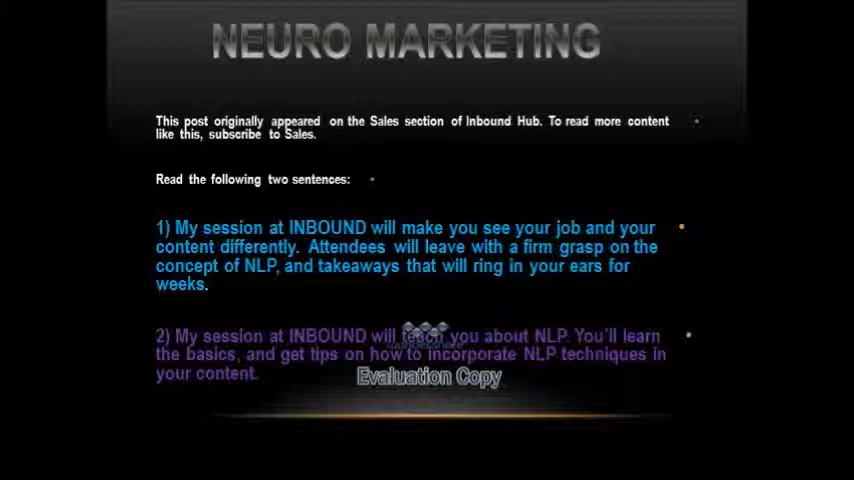 NEURO MARKETING
This post originally appeared on the Sales section of Inbound Hub. To read more content
like this, subscribe to Sales.
Read the following two sentences:
1) My session at INBOUND will make you see your job and your
content differently. Attendees will leave with a firm grasp on the
concept of NLP, and takeaways that will ring in your ears for
weeks.
2) My session at INBOUND will teach you about NLP. You'll learn
the basics, and get tips on how to incorporate NLP techniques in
your content.
Evaluation Copy